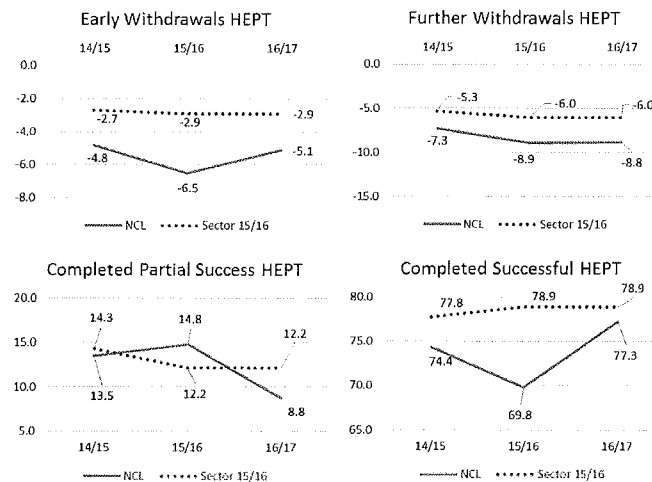 Early Withdrawals HEPT
14/15 15/16 16/17
0.0
-2.0
-4.0
-6.0
-8.0
-2.7 -2.9 -2.9
-4.8 -6.5 -5.1
NCL Sector 15/16
Further Withdrawals HEPT
14/15 15/16 16/17
0.0
-5.0
-10.0
-15.0
-5.3 -6.0 -6.0
-7.3 -8.9 -8.8
NCL Sector 15/16
Completed Partial Success HEPT
20.0
15.0
10.0
5.0
14.3 14.8 12.2
13.5 12.2 8.8
14/15 15/16 16/17
NCL Sector 15/16
Completed Successful HEPT
80.0
75.0
70.0
65.0
77.8 78.9 78.9
74.4 69.8 77.3
14/15 15/16 16/17
NCL Sector 15/16